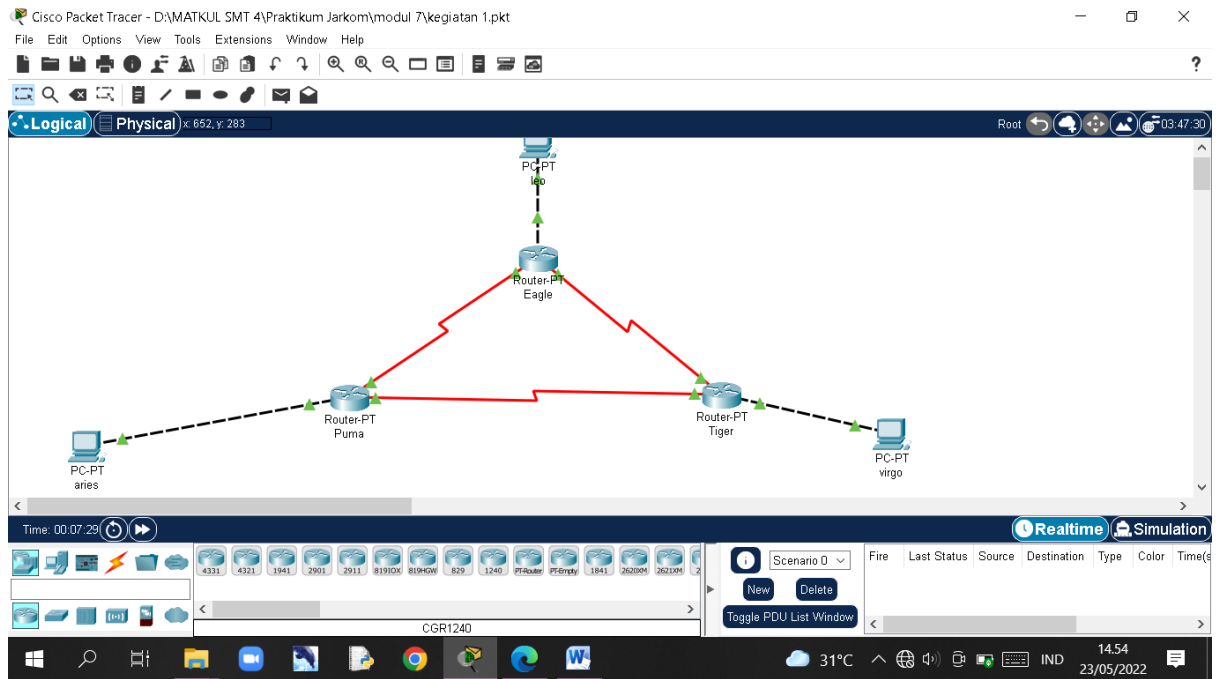 Cisco Packet Tracer - D:\MATKUL SMT 4\Praktikum Jarkom\modul 7\kegiatan 1.pkt
File Edit Options View Tools Extensions Window Help
?
Logical Physical x: 652, y: 283 Root 03:47:30
PC-PT
leo
Router-PT
Eagle
Router-PT
Puma
Router-PT
Tiger
PC-PT
aries
PC-PT
virgo
Time: 00:07:29 Realtime Simulation
4331 4321 1941 2901 2911 819IOX 819HGW 829 1240 PT-Router PT-Empty 1841 2620XM 2621XM 2
Scenario 0
New Delete
Toggle PDU List Window
Fire Last Status Source Destination Type Color Time(s
CGR1240
31°C IND 14.54
23/05/2022